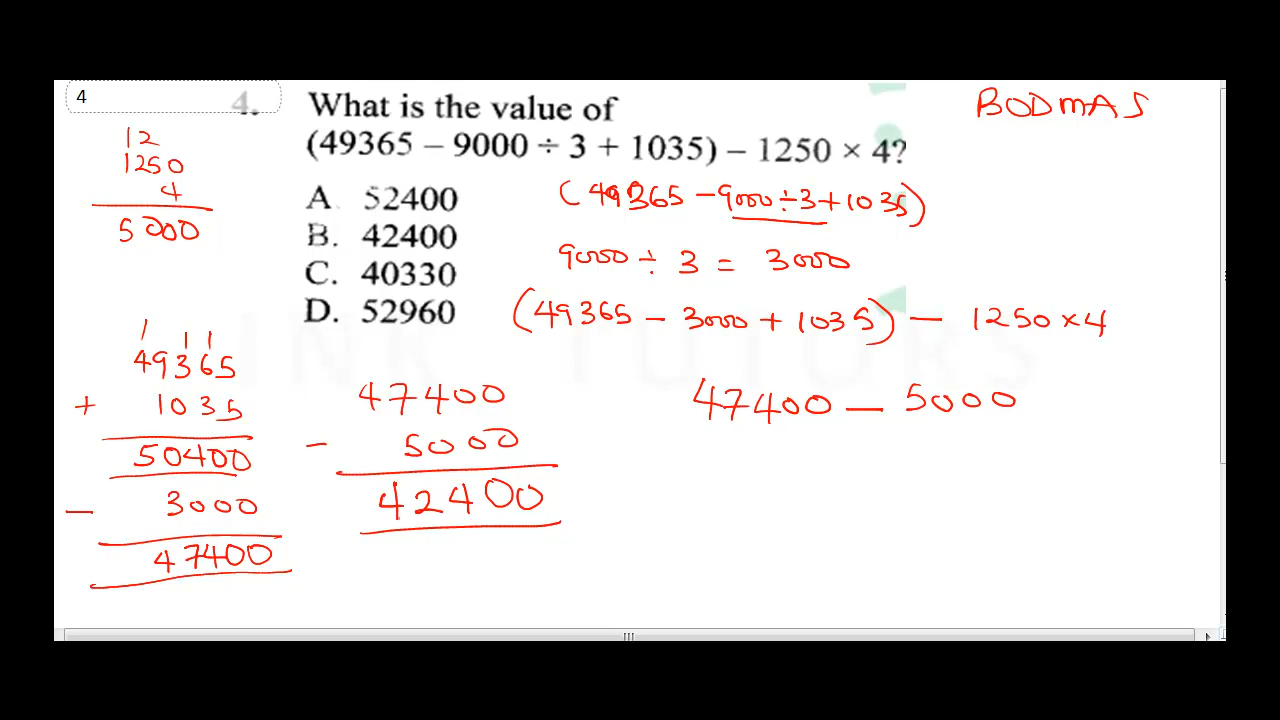 4
4. What is the value of
(49365 – 9000 ÷ 3 + 1035) – 1250 × 4?
A. 52400
B. 42400
C. 40330
D. 52960
BODMAS
12
1250
4
5000
(49365 - 9000 ÷ 3 + 1035)
9000 ÷ 3 = 3000
(49365 - 3000 + 1035) - 1250 × 4
47400 - 5000
1 1 1
49365
+ 1035
50400
- 3000
47400
47400
- 5000
42400
INK TUTORS